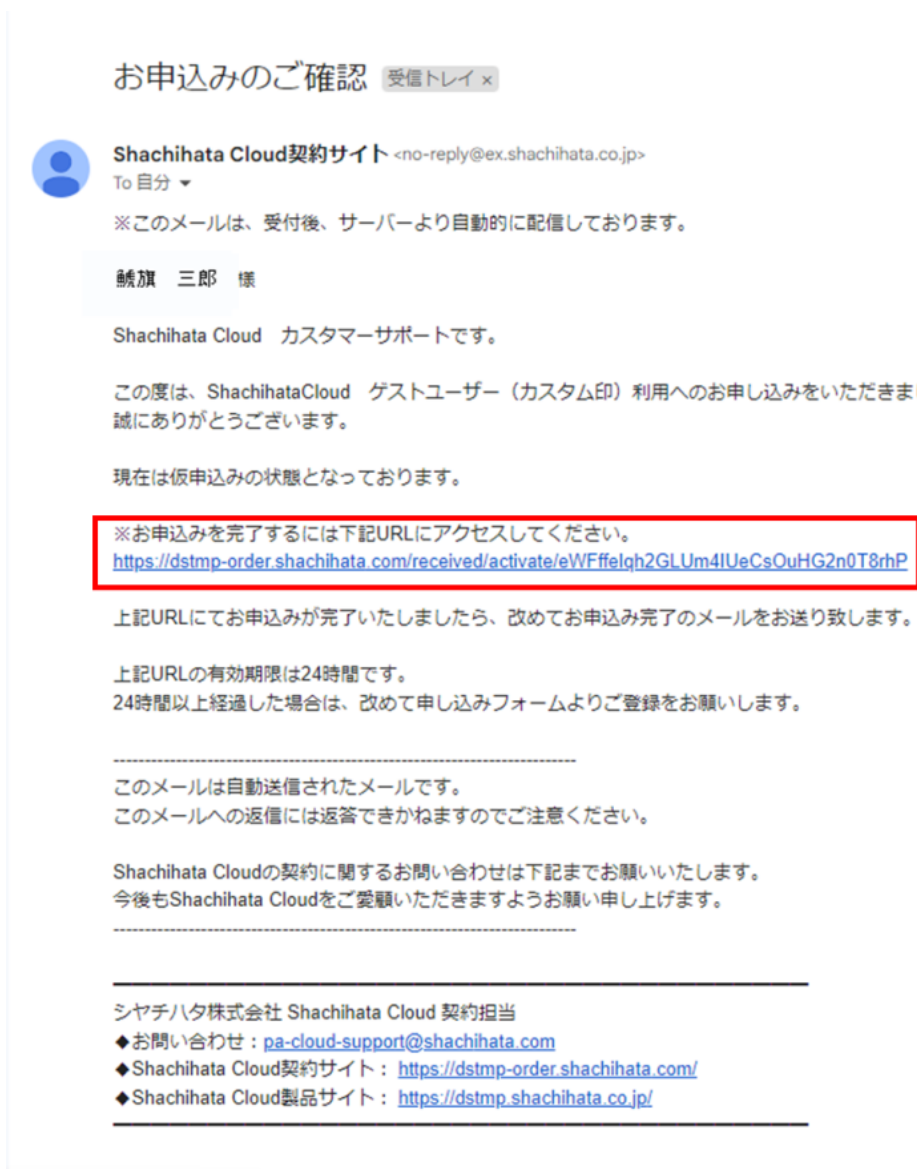 お申込みのご確認 受信トレイ ×
Shachihata Cloud契約サイト <no-reply@ex.shachihata.co.jp>
To 自分
※このメールは、受付後、サーバーより自動的に配信しております。
鯱旗 三郎 様
Shachihata Cloud カスタマーサポートです。
この度は、ShachihataCloud ゲストユーザー（カスタム印）利用へのお申し込みをいただきま
誠にありがとうございます。
現在は仮申込みの状態となっております。
※お申込みを完了するには下記URLにアクセスしてください。
https://dstmp-order.shachihata.com/received/activate/eWFffelqh2GLUm4IUeCsOuHG2n0T8rhP
上記URLにてお申込みが完了いたしましたら、改めてお申込み完了のメールをお送り致します。
上記URLの有効期限は24時間です。
24時間以上経過した場合は、改めて申し込みフォームよりご登録をお願いします。
このメールは自動送信されたメールです。
このメールへの返信には返答できかねますのでご注意ください。
Shachihata Cloudの契約に関するお問い合わせは下記までお願いいたします。
今後もShachihata Cloudをご愛顧いただきますようお願い申し上げます。
シヤチハタ株式会社 Shachihata Cloud 契約担当
◆お問い合わせ：pa-cloud-support@shachihata.com
◆Shachihata Cloud契約サイト： https://dstmp-order.shachihata.com/
◆Shachihata Cloud製品サイト： https://dstmp.shachihata.co.jp/